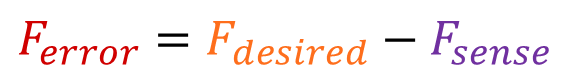 F_error = F_desired − F_sense